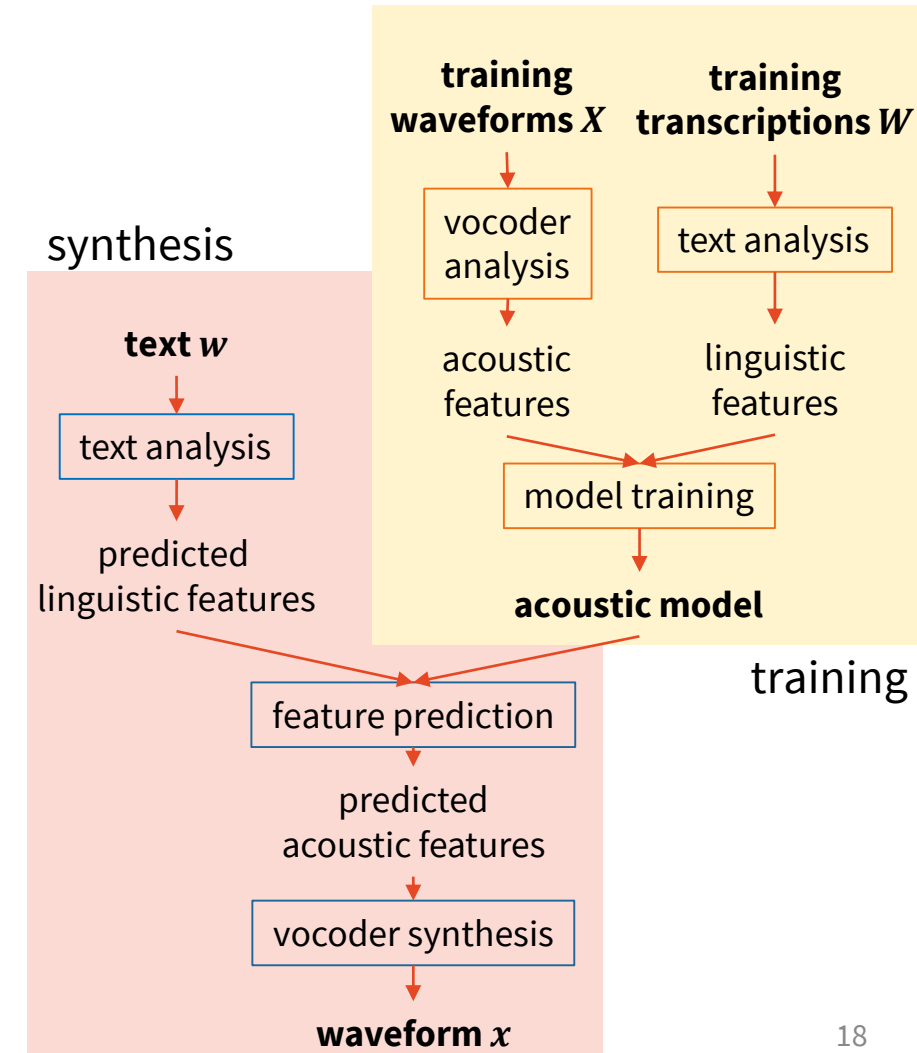 training
waveforms X
training
transcriptions W
vocoder
analysis
text analysis
synthesis
text w
acoustic
features
linguistic
features
text analysis
model training
predicted
linguistic features
acoustic model
training
feature prediction
predicted
acoustic features
vocoder synthesis
waveform x
18